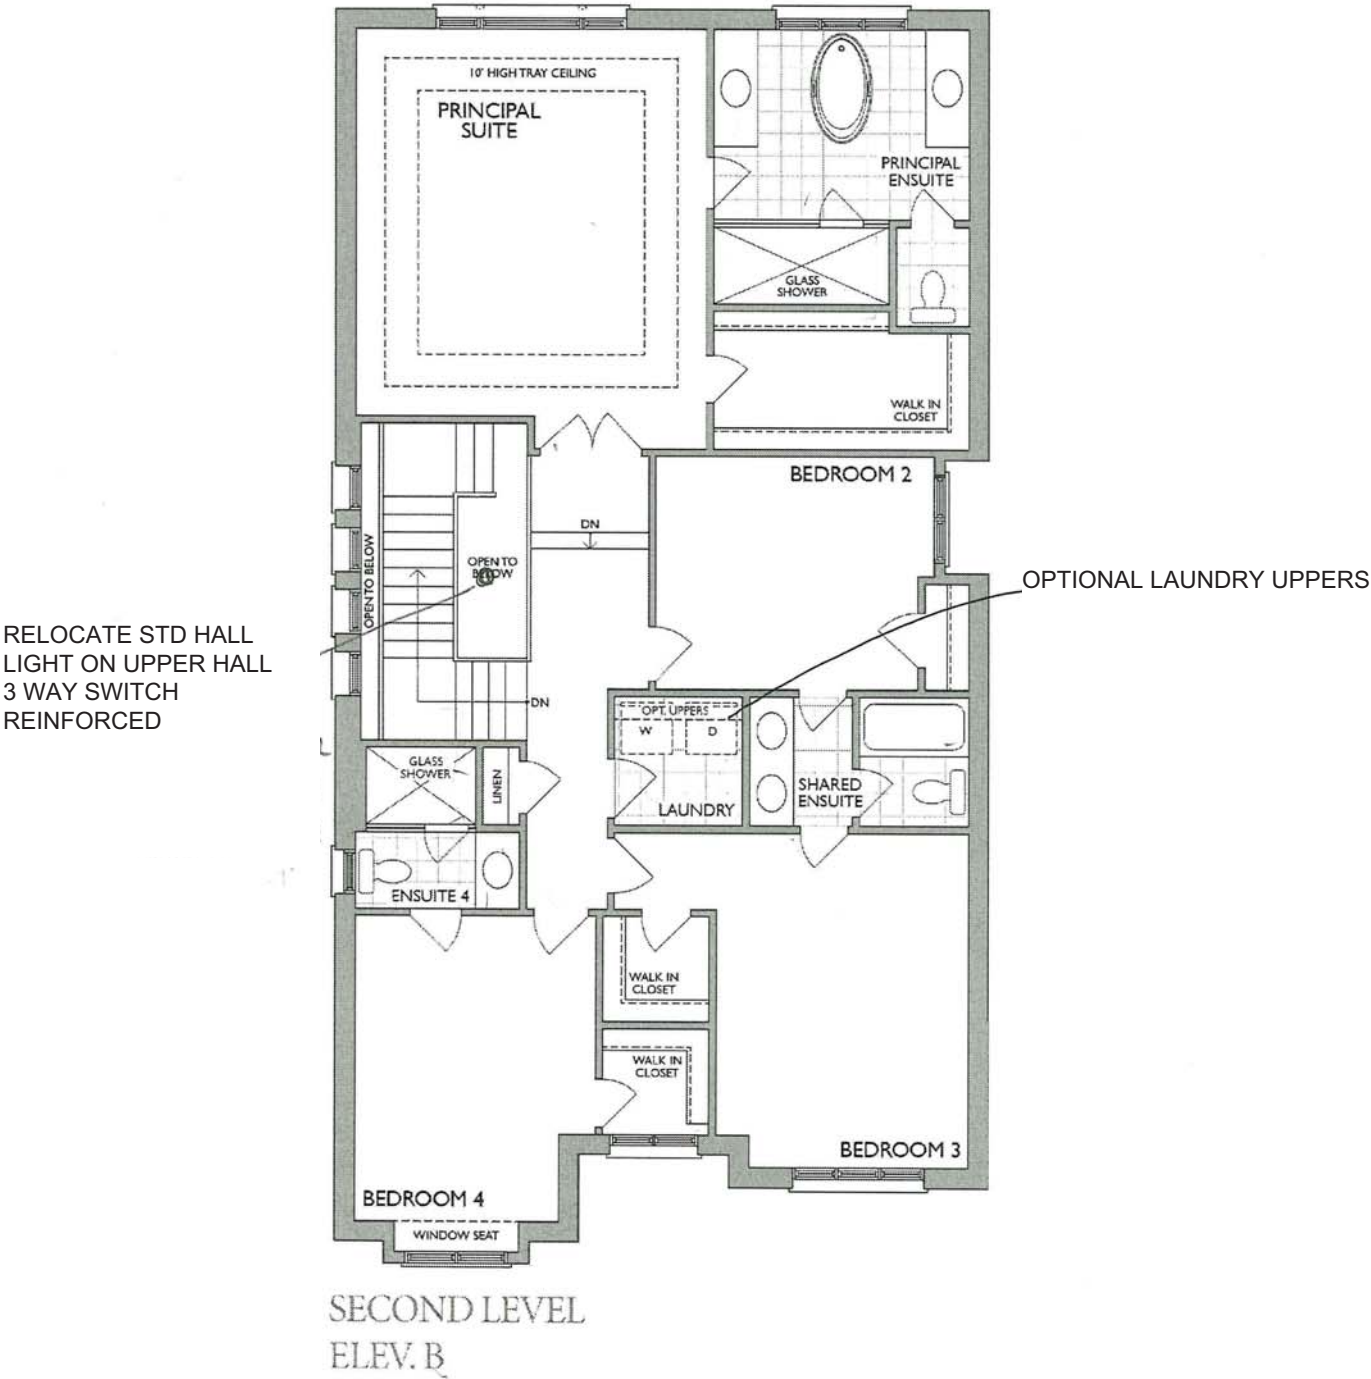 10' HIGH TRAY CEILING
PRINCIPAL
SUITE
PRINCIPAL
ENSUITE
GLASS
SHOWER
WALK IN
CLOSET
BEDROOM 2
DN
OPEN TO BELOW
OPEN TO
BELOW
OPTIONAL LAUNDRY UPPERS
RELOCATE STD HALL
LIGHT ON UPPER HALL
3 WAY SWITCH
REINFORCED
DN
OPT. UPPERS
W D
GLASS
SHOWER
LINEN
LAUNDRY
SHARED
ENSUITE
ENSUITE 4
WALK IN
CLOSET
WALK IN
CLOSET
BEDROOM 3
BEDROOM 4
WINDOW SEAT
SECOND LEVEL
ELEV. B